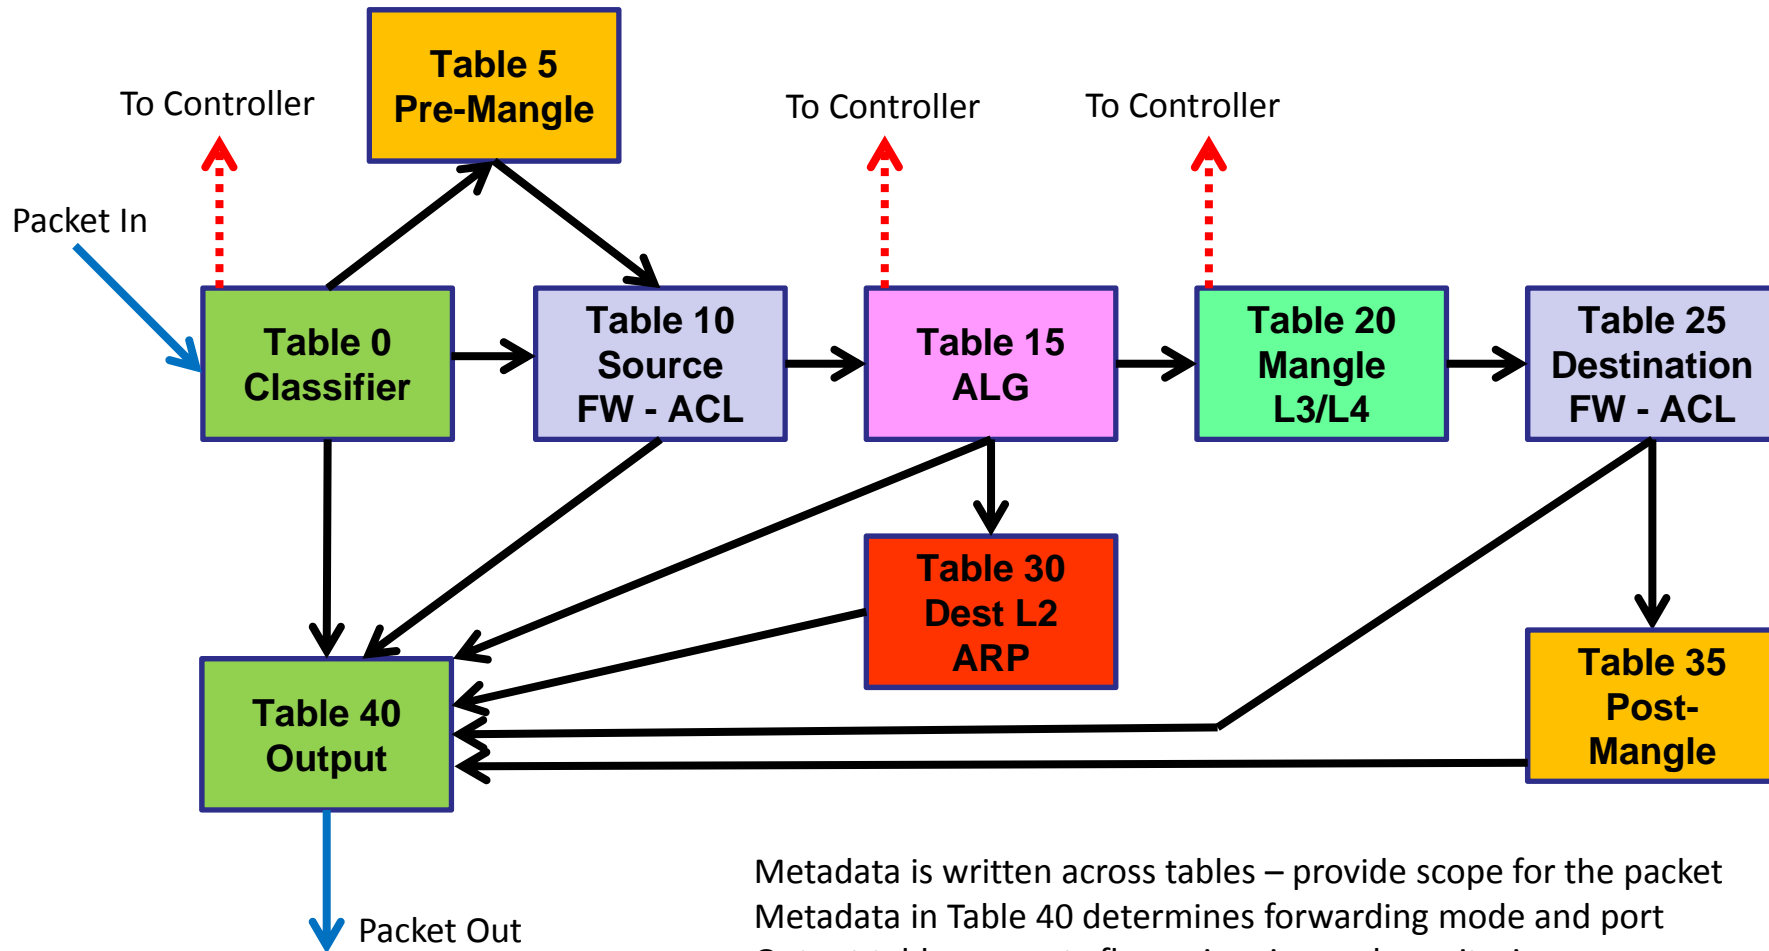 Table 5
Pre-Mangle
To Controller
To Controller
To Controller
Packet In
Table 0
Classifier
Table 10
Source
FW - ACL
Table 15
ALG
Table 20
Mangle
L3/L4
Table 25
Destination
FW - ACL
Table 30
Dest L2
ARP
Table 40
Output
Table 35
Post-
Mangle
Metadata is written across tables – provide scope for the packet
Metadata in Table 40 determines forwarding mode and port
Packet Out